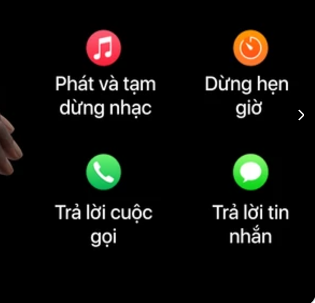 Phát và tạm
dừng nhạc
Dừng hẹn
giờ
Trả lời cuộc
gọi
Trả lời tin
nhắn